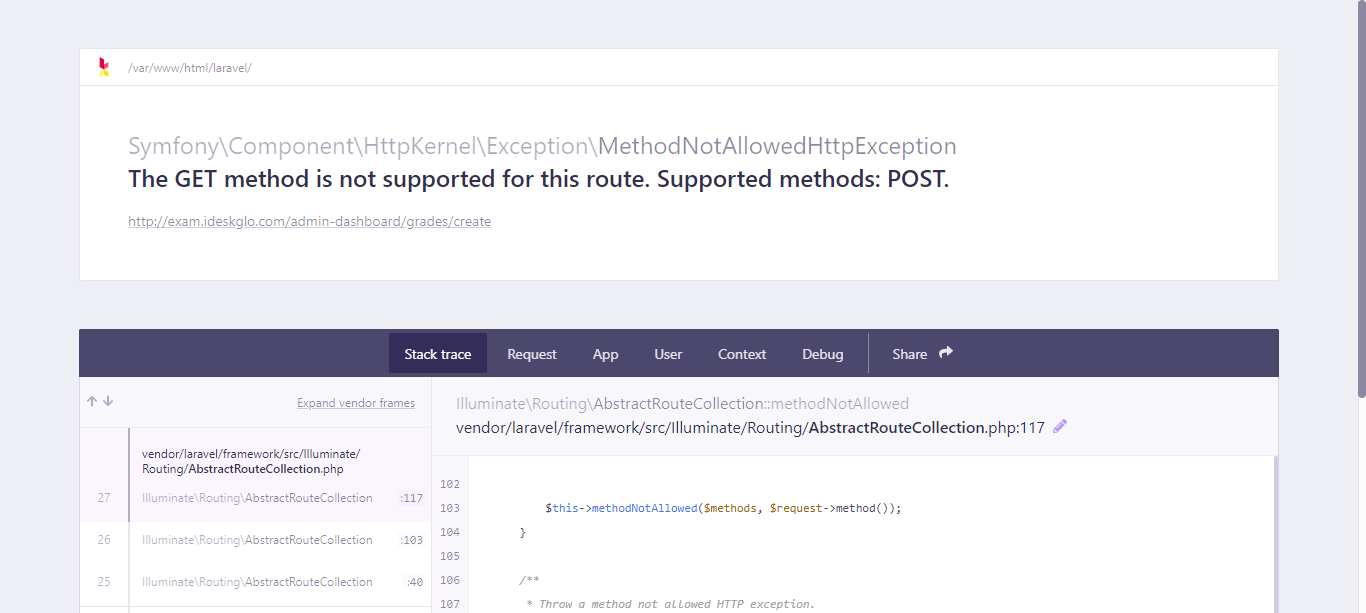 /var/www/html/laravel/
Symfony\Component\HttpKernel\Exception\MethodNotAllowedHttpException
The GET method is not supported for this route. Supported methods: POST.
http://exam.ideskglo.com/admin-dashboard/grades/create
Stack trace Request App User Context Debug Share
Expand vendor frames
vendor/laravel/framework/src/Illuminate/
Routing/AbstractRouteCollection.php
27 Illuminate\Routing\AbstractRouteCollection :117
26 Illuminate\Routing\AbstractRouteCollection :103
25 Illuminate\Routing\AbstractRouteCollection :40
Illuminate\Routing\AbstractRouteCollection::methodNotAllowed
vendor/laravel/framework/src/Illuminate/Routing/AbstractRouteCollection.php:117
102
103 $this->methodNotAllowed($methods, $request->method());
104 }
105
106 /**
107 * Throw a method not allowed HTTP exception.